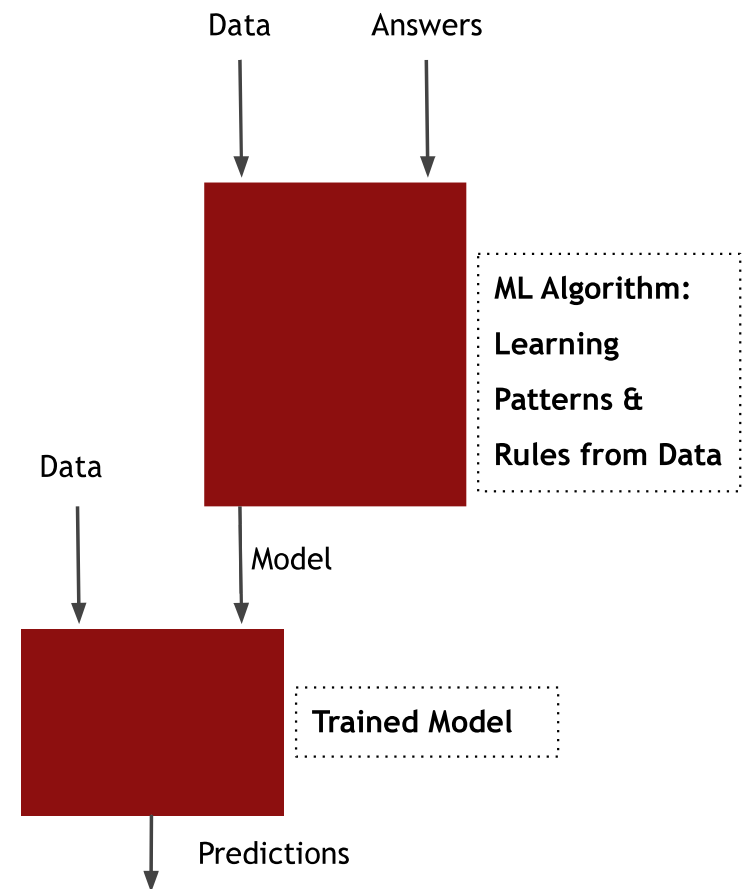 Data
Answers
ML Algorithm:
Learning
Patterns &
Rules from Data
Data
Model
Trained Model
Predictions